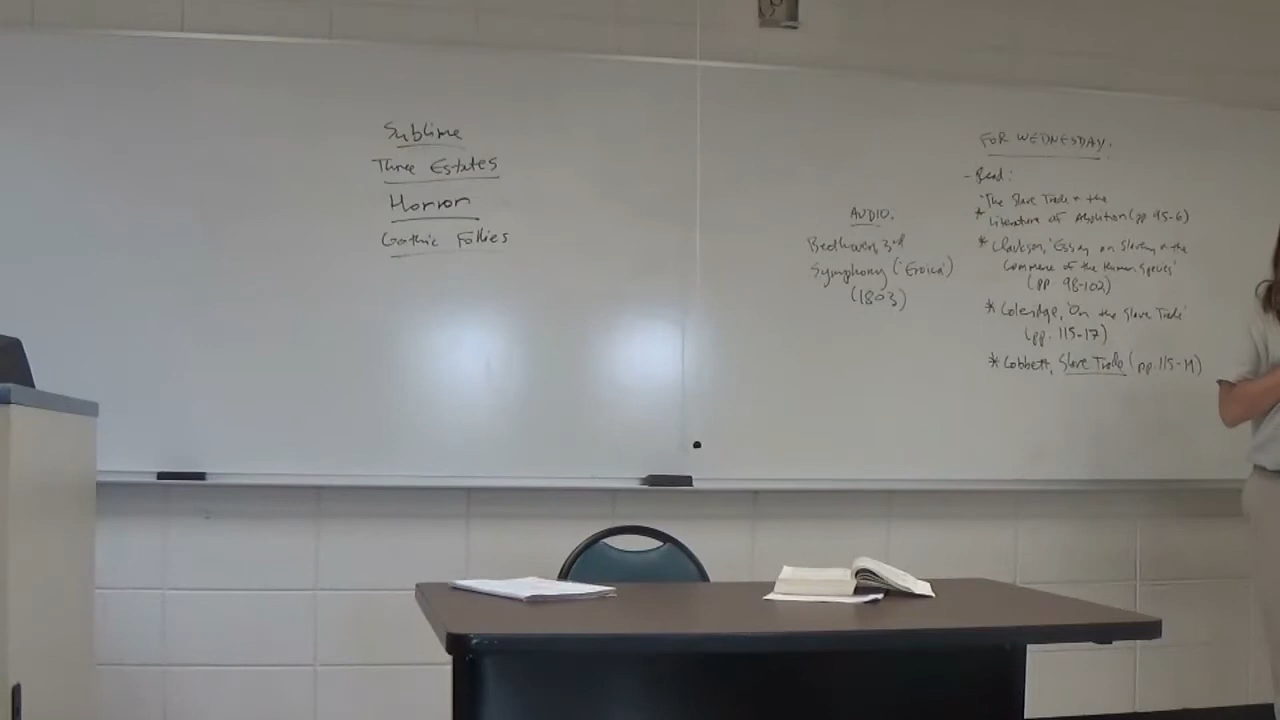 Sublime
Three Estates
Horror
Gothic Follies
AUDIO.
Beethoven, 3rd
Symphony ('Eroica')
(1803)
FOR WEDNESDAY.
- Read:
* 'The Slave Trade & the
Literature of Abolition (pp 95-6)
* Clarkson, 'Essay on Slavery & the
Commerce of the Human Species'
(pp. 98-102)
* Coleridge, 'On the Slave Trade'
(pp. 115-17)
* Cobbett, Slave Trade (pp.